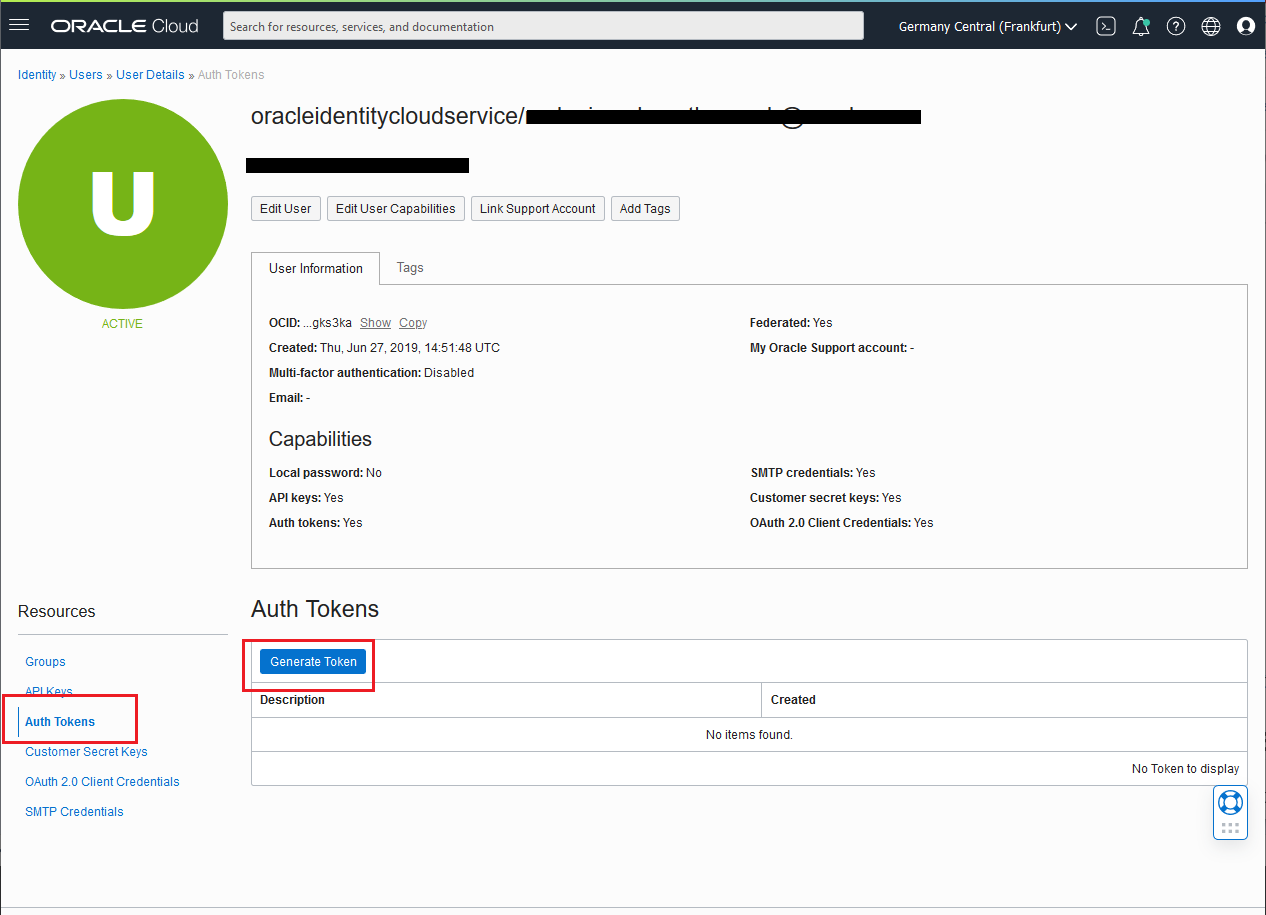 ORACLE Cloud
Search for resources, services, and documentation
Germany Central (Frankfurt)
Identity » Users » User Details » Auth Tokens
U
ACTIVE
oracleidentitycloudservice/
Edit User
Edit User Capabilities
Link Support Account
Add Tags
User Information
Tags
OCID: ...gks3ka Show Copy
Created: Thu, Jun 27, 2019, 14:51:48 UTC
Multi-factor authentication: Disabled
Email: -
Federated: Yes
My Oracle Support account: -
Capabilities
Local password: No
API keys: Yes
Auth tokens: Yes
SMTP credentials: Yes
Customer secret keys: Yes
OAuth 2.0 Client Credentials: Yes
Resources
Groups
API Keys
Auth Tokens
Customer Secret Keys
OAuth 2.0 Client Credentials
SMTP Credentials
Auth Tokens
Generate Token
Description
Created
No items found.
No Token to display